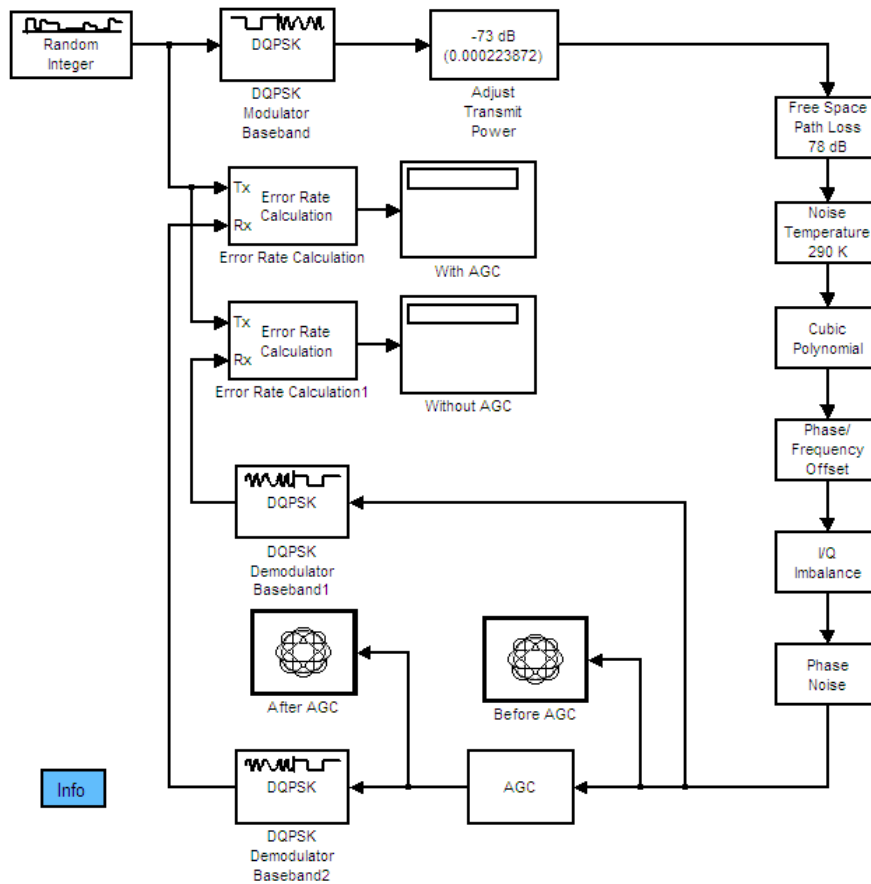 Random
Integer
DQPSK
DQPSK
Modulator
Baseband
-73 dB
(0.000223872)
Adjust
Transmit
Power
Free Space
Path Loss
78 dB
Tx
Rx
Error Rate
Calculation
Error Rate Calculation
With AGC
Noise
Temperature
290 K
Tx
Rx
Error Rate
Calculation
Error Rate Calculation1
Without AGC
Cubic
Polynomial
Phase/
Frequency
Offset
DQPSK
DQPSK
Demodulator
Baseband1
I/Q
Imbalance
After AGC
Before AGC
Phase
Noise
Info
DQPSK
DQPSK
Demodulator
Baseband2
AGC